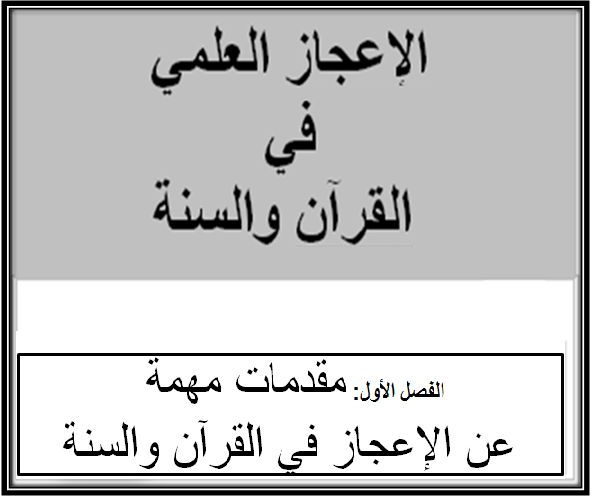 الإعجاز العلمي
في
القرآن والسنة
الفصل الأول: مقدمات مهمة
عن الإعجاز في القرآن والسنة